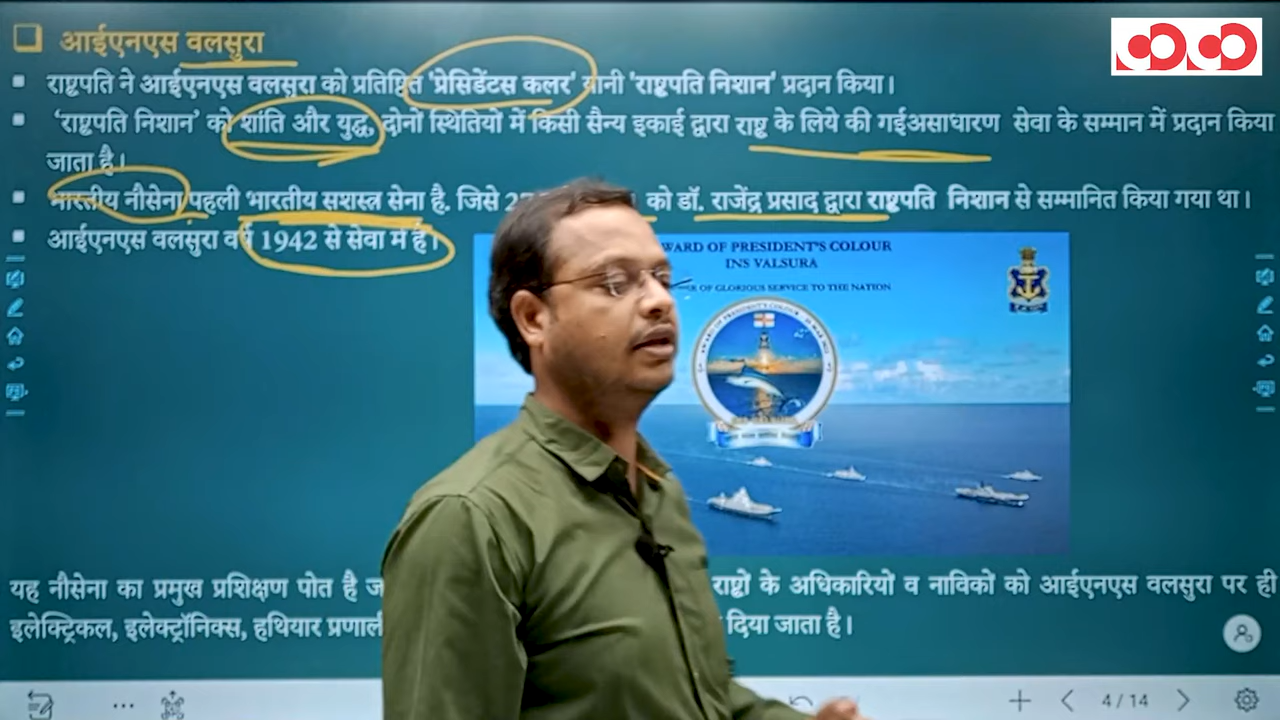 आईएनएस वलसुरा
राष्ट्रपति ने आईएनएस वलसुरा को प्रतिष्ठित 'प्रेसिडेंटस कलर' यानी 'राष्ट्रपति निशान' प्रदान किया।
'राष्ट्रपति निशान' को शांति और युद्ध, दोनों स्थितियों में किसी सैन्य इकाई द्वारा राष्ट्र के लिये की गईअसाधारण सेवा के सम्मान में प्रदान किया
जाता है।
भारतीय नौसेना पहली भारतीय सशस्त्र सेना है. जिसे को डॉ. राजेंद्र प्रसाद द्वारा राष्ट्रपति निशान से सम्मानित किया गया था।
आईएनएस वलसुरा वर्ष 1942 से सेवा में है।
OF PRESIDENT'S COLOUR
INS VALSURA
OF GLORIOUS SERVICE TO THE NATION
यह नौसेना का प्रमुख प्रशिक्षण पोत है राष्ट्रों के अधिकारियों व नाविकों को आईएनएस वलसुरा पर ही
इलेक्ट्रिकल, इलेक्ट्रॉनिक्स, हथियार दिया जाता है।
4/14